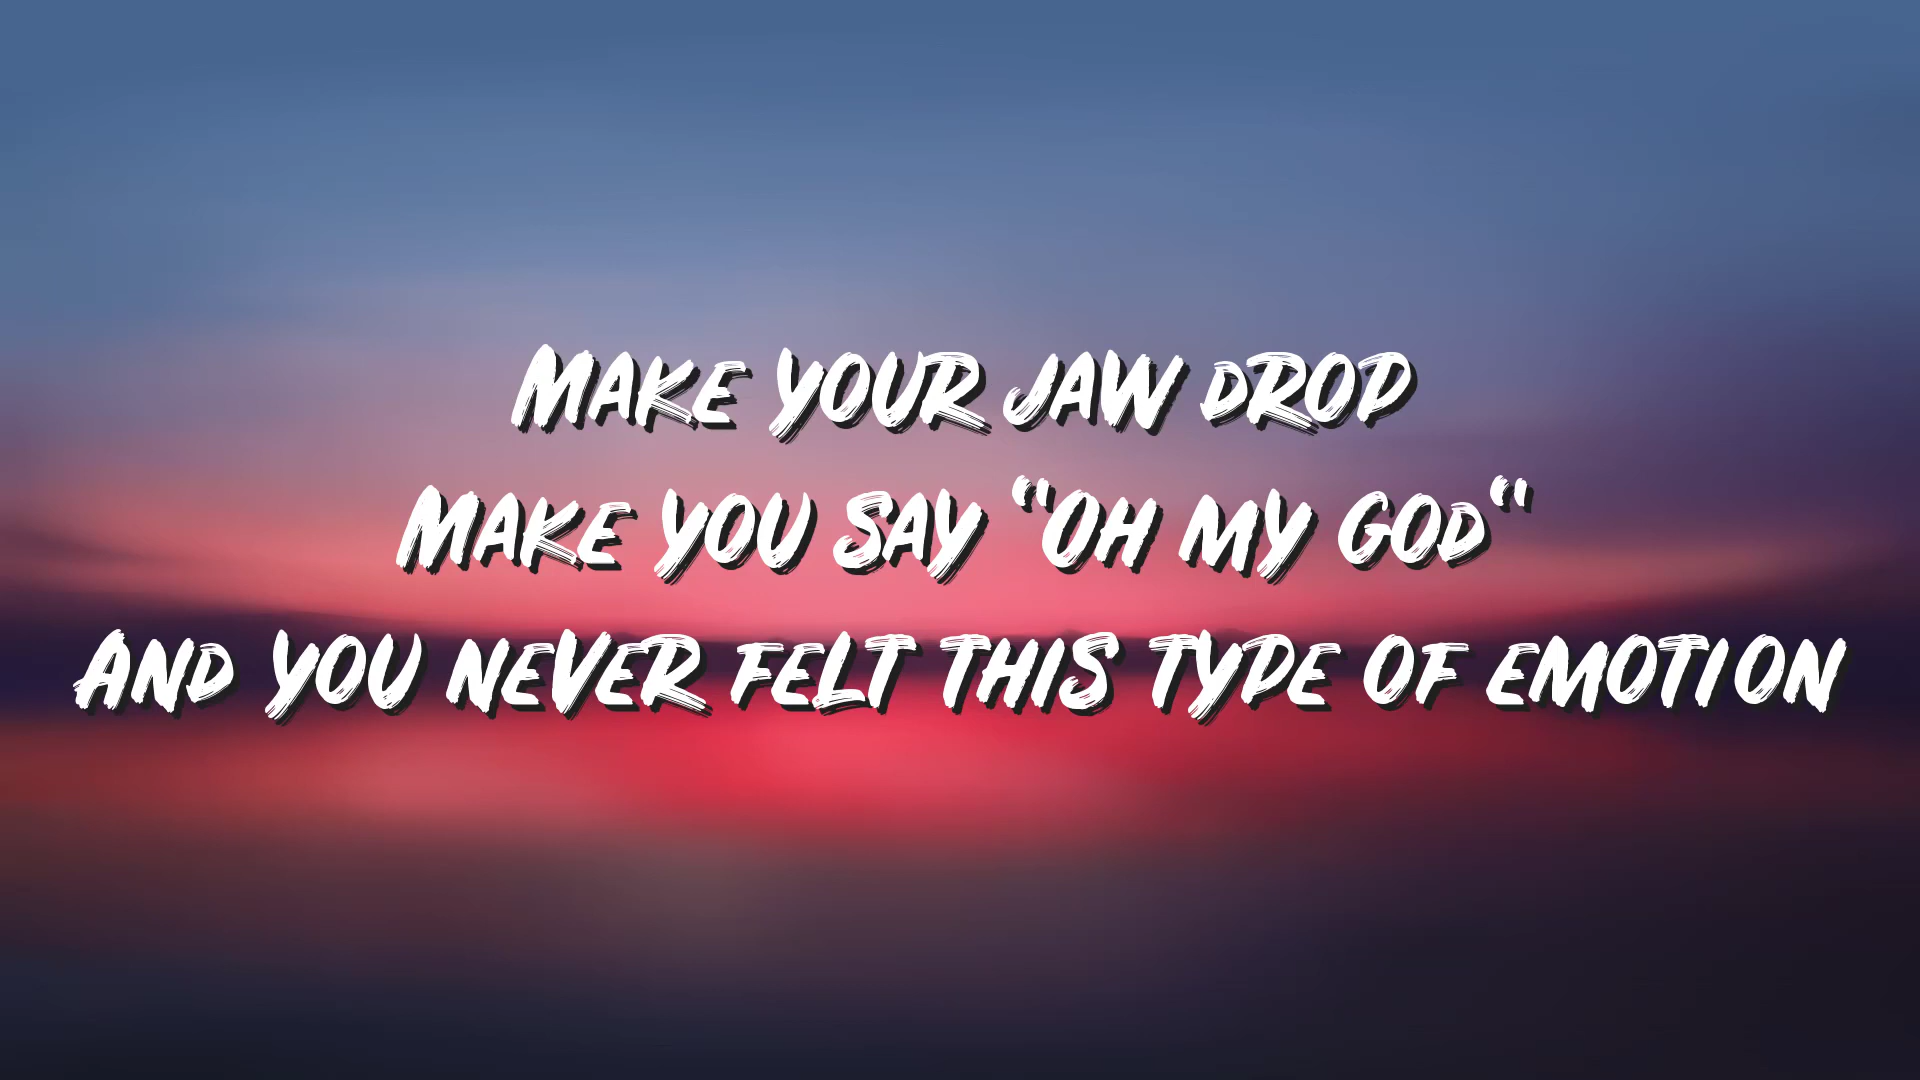 MAKE YOUR JAW DROP
MAKE YOU SAY “OH MY GOD“
AND YOU NEVER FELT THIS TYPE OF EMOTION